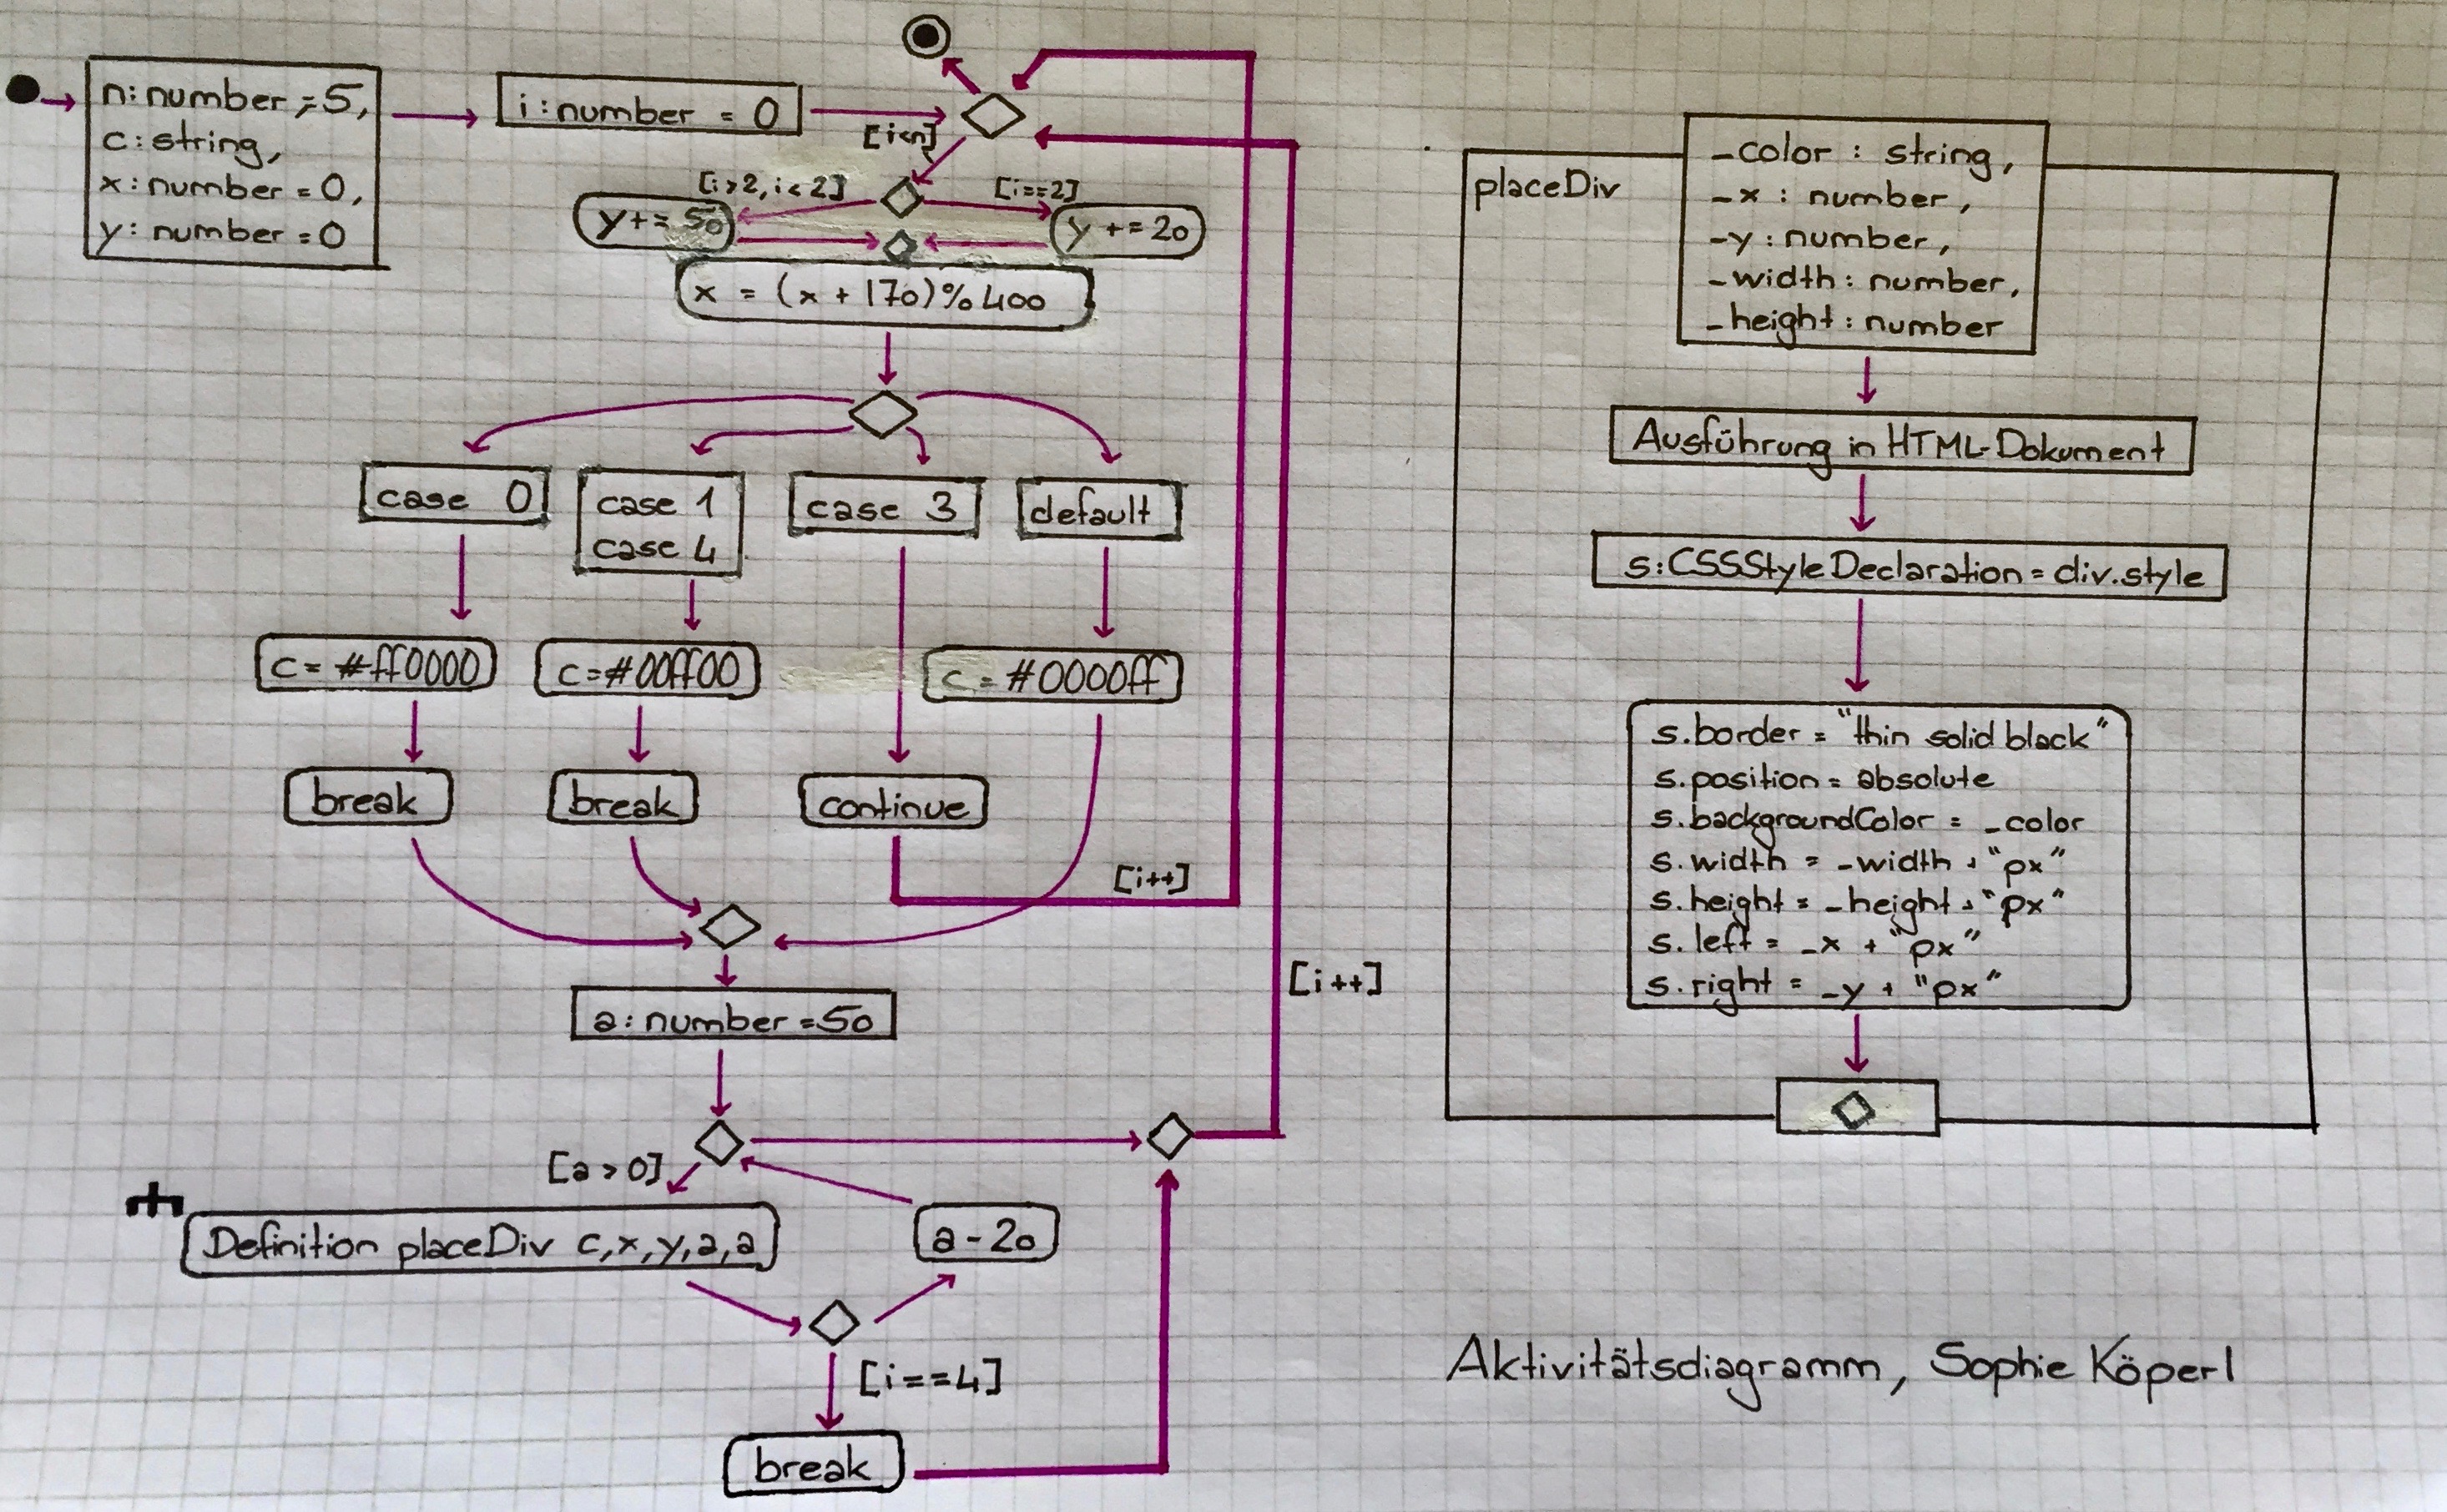 n:number = 5,
c:string,
x:number = 0,
y: number = 0
i:number = 0
[i<n]
[i>2, i<2]
[i==2]
y+= 50
y += 20
x = (x + 170)%400
case 0
case 1
case 4
case 3
default
c= #ff0000
c=#00ff00
c = #0000ff
break
break
continue
[i++]
a: number =50
[i++]
[a > 0]
Definition placeDiv c,x,y,a,a
a - 20
[i==4]
break
placeDiv
_color : string,
_x : number,
_y : number,
_width : number,
_height : number
Ausführung in HTML-Dokument
s:CSSStyleDeclaration = div.style
s.border = "thin solid black"
s.position = absolute
s.backgroundColor = _color
s.width = _width + "px"
s.height = _height + "px"
s.left = _x + "px"
s.right = _y + "px"
Aktivitätsdiagramm, Sophie Köperl